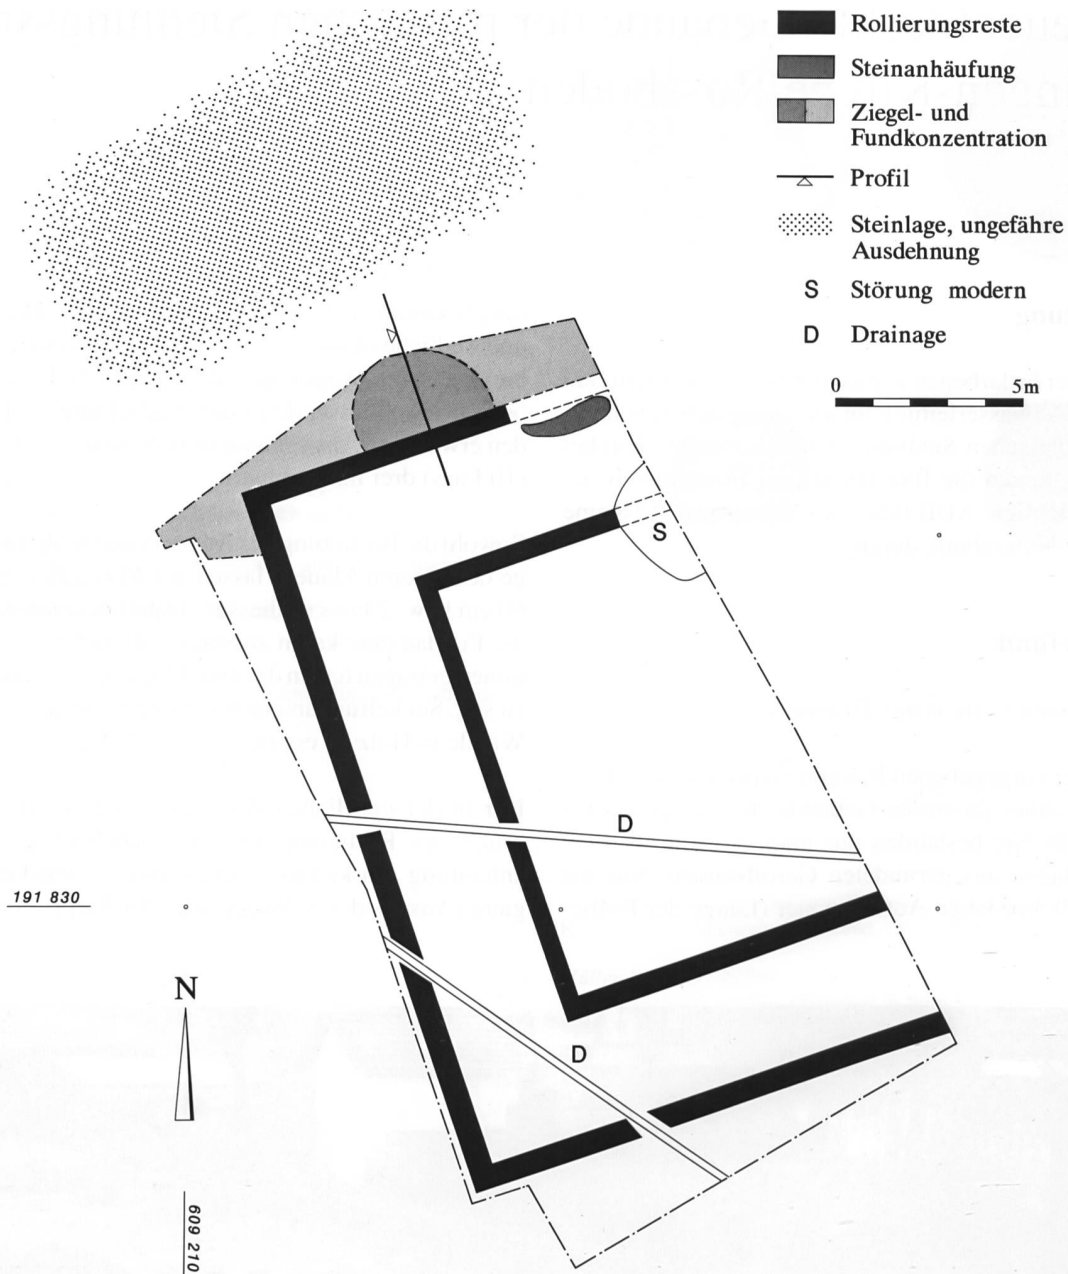 Rollierungsreste
Steinanhäufung
Ziegel- und
Fundkonzentration
Profil
Steinlage, ungefähre
Ausdehnung
S Störung modern
D Drainage
0 5m
S
D
191 830
N
D
609 210